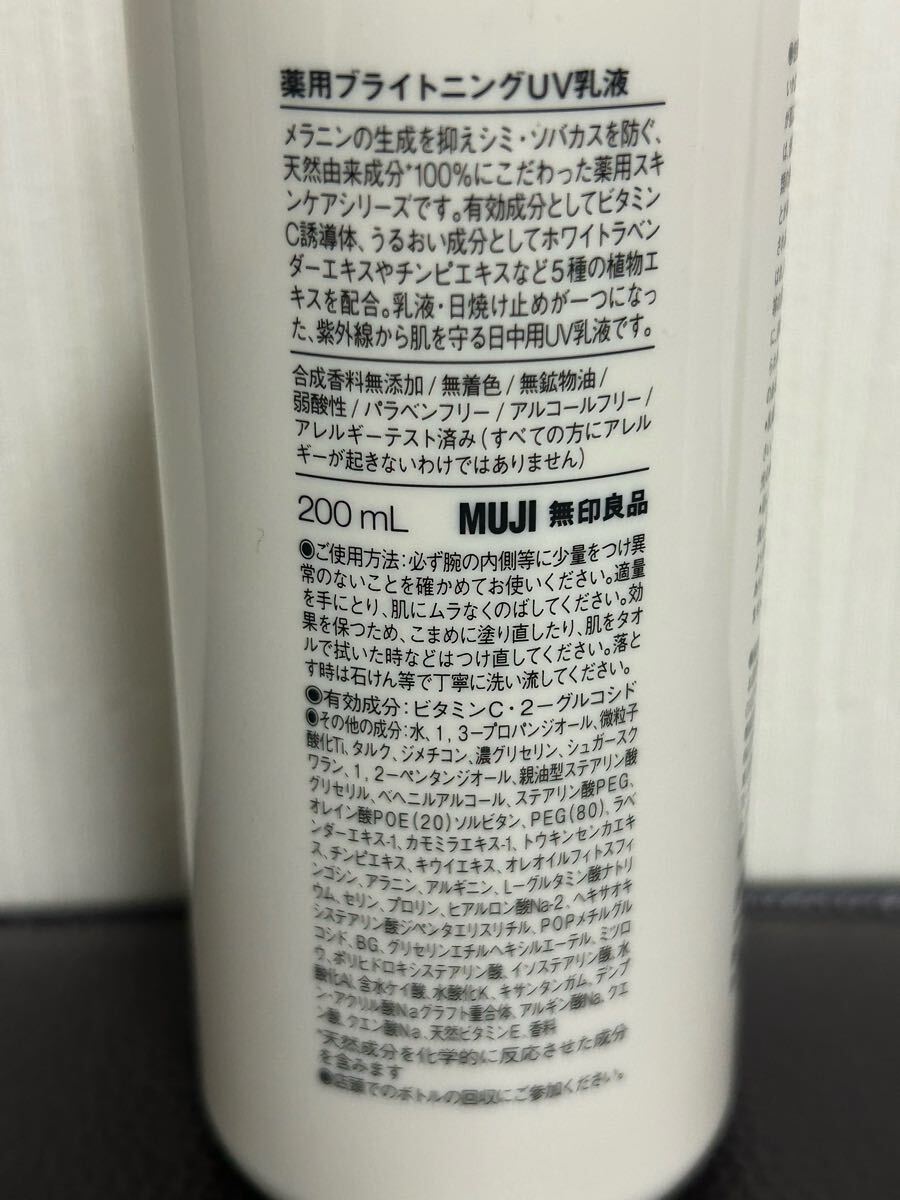 薬用ブライトニングUV乳液
メラニンの生成を抑えシミ・ソバカスを防ぐ、
天然由来成分*100%にこだわった薬用スキ
ンケアシリーズです。有効成分としてビタミン
C誘導体、うるおい成分としてホワイトラベン
ダーエキスやチンピエキスなど5種の植物エ
キスを配合。乳液・日焼け止めが一つになっ
た、紫外線から肌を守る日中用UV乳液です。
合成香料無添加/無着色/無鉱物油/
弱酸性/パラベンフリー/アルコールフリー/
アレルギーテスト済み(すべての方にアレル
ギーが起きないわけではありません)
200 mL MUJI 無印良品
◉ご使用方法:必ず腕の内側等に少量をつけ異
常のないことを確かめてお使いください。適量
を手にとり、肌にムラなくのばしてください。効
果を保つため、こまめに塗り直したり、肌をタオ
ルで拭いた時などはつけ直してください。落と
す時は石けん等で丁寧に洗い流してください。
◉有効成分:ビタミンC・2ーグルコシド
◉その他の成分:水、1,3ープロパンジオール、微粒子
酸化Ti、タルク、ジメチコン、濃グリセリン、シュガースク
ワラン、1,2ーペンタンジオール、親油型ステアリン酸
グリセリル、ベヘニルアルコール、ステアリン酸PEG、
オレイン酸POE(20)ソルビタン、PEG(80)、ラベ
ンダーエキス-1、カモミラエキス-1、トウキンセンカエキ
ス、チンピエキス、キウイエキス、オレオイルフィトスフィ
ンゴシン、アラニン、アルギニン、Lーグルタミン酸ナトリ
ウム、セリン、プロリン、ヒアルロン酸Na-2、ヘキサオキ
システアリン酸ジペンタエリスリチル、POPメチルグル
コシド、BG、グリセリンエチルヘキシルエーテル、ミツロ
ウ、ポリヒドロキシステアリン酸、イソステアリン酸、水
酸化Al、含水ケイ酸、水酸化K、キサンタンガム、デンプ
ン・アクリル酸Naグラフト重合体、アルギン酸Na、クエ
ン酸、クエン酸Na、天然ビタミンE、香料
*天然成分を化学的に反応させた成分
を含みます
●店頭でのボトルの回収にご参加ください。